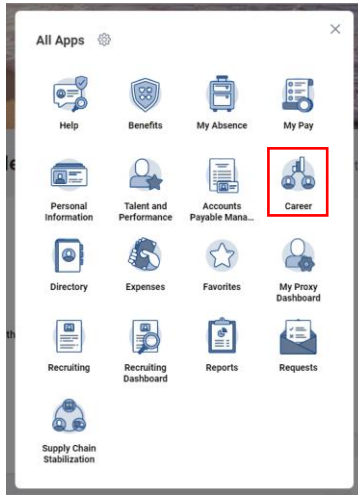 All Apps
Help
Benefits
My Absence
My Pay
Personal
Information
Talent and
Performance
Accounts
Payable Mana...
Career
Directory
Expenses
Favorites
My Proxy
Dashboard
Recruiting
Recruiting
Dashboard
Reports
Requests
Supply Chain
Stabilization